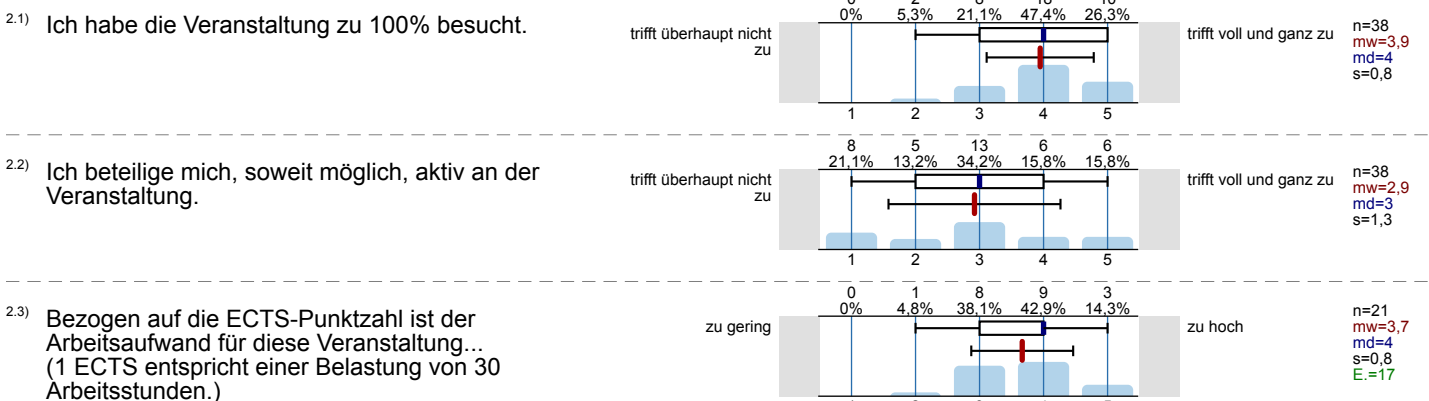 2.1) Ich habe die Veranstaltung zu 100% besucht.
trifft überhaupt nicht zu
0% 5,3% 21,1% 47,4% 26,3%
1 2 3 4 5
trifft voll und ganz zu
n=38
mw=3,9
md=4
s=0,8
2.2) Ich beteilige mich, soweit möglich, aktiv an der
Veranstaltung.
trifft überhaupt nicht
zu
8 5 13 6 6
21,1% 13,2% 34,2% 15,8% 15,8%
1 2 3 4 5
trifft voll und ganz zu
n=38
mw=2,9
md=3
s=1,3
2.3) Bezogen auf die ECTS-Punktzahl ist der
Arbeitsaufwand für diese Veranstaltung...
(1 ECTS entspricht einer Belastung von 30
Arbeitsstunden.)
zu gering
0 1 8 9 3
0% 4,8% 38,1% 42,9% 14,3%
zu hoch
n=21
mw=3,7
md=4
s=0,8
E.=17